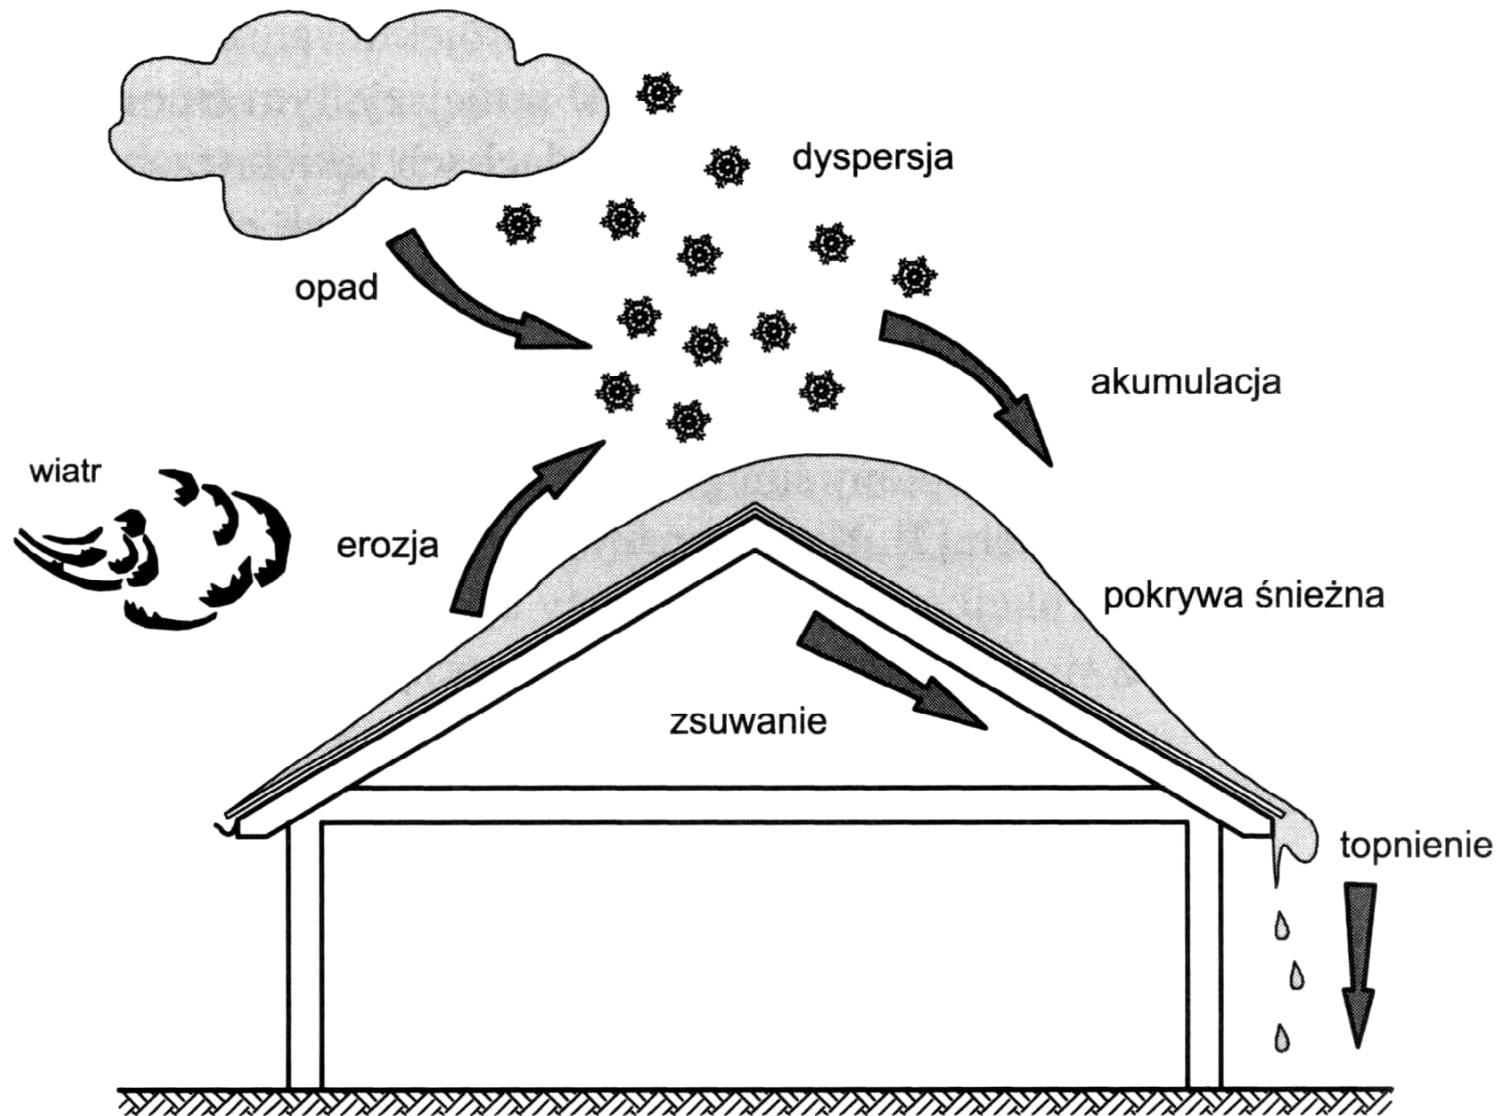 dyspersja
opad
akumulacja
wiatr
erozja
pokrywa śnieżna
zsuwanie
topnienie